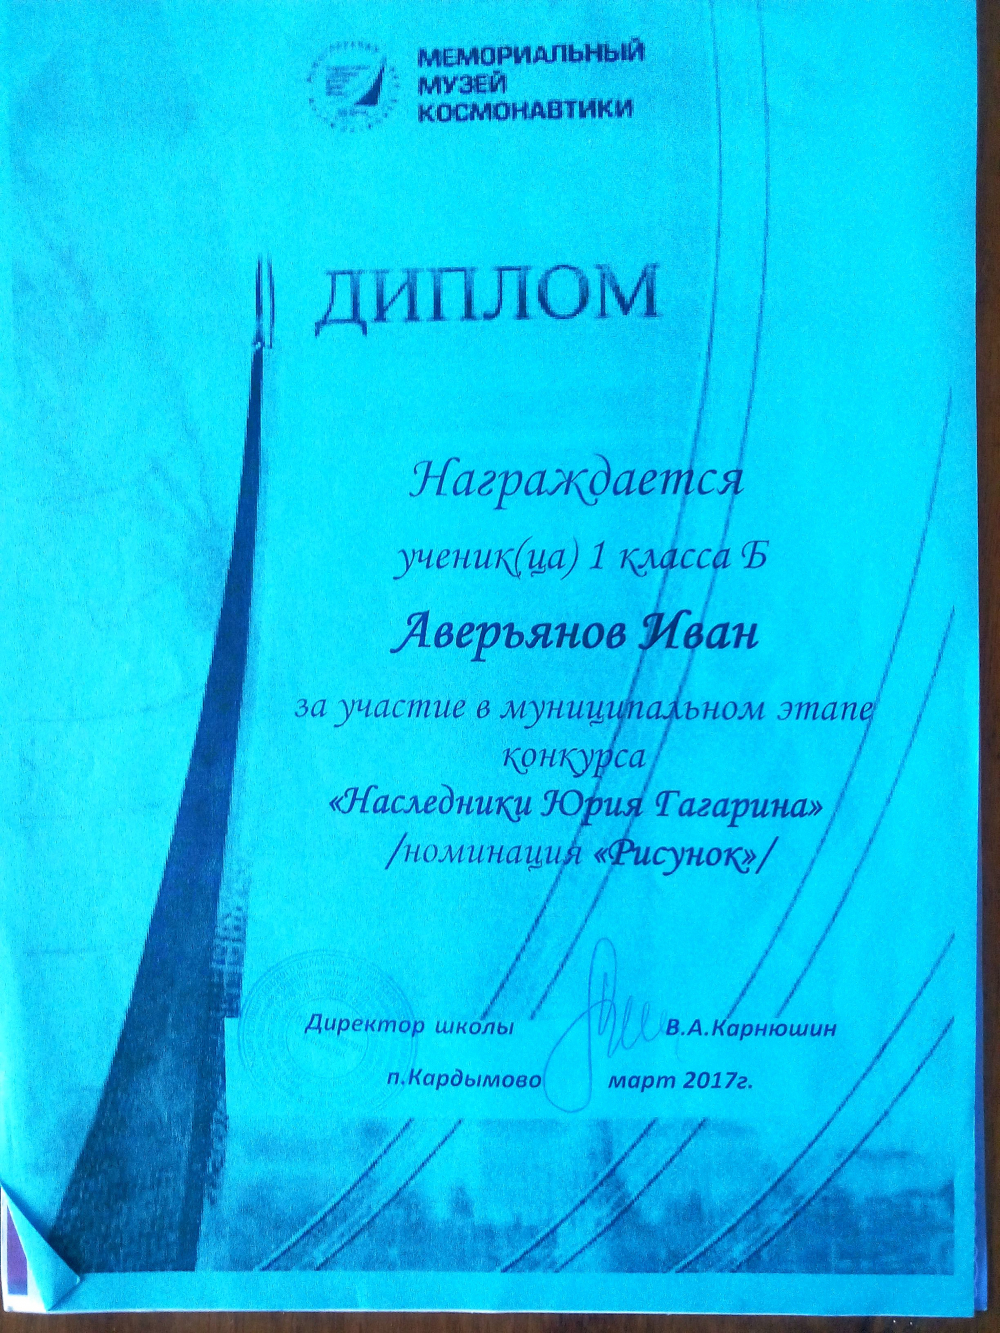 МЕМОРИАЛЬНЫЙ
МУЗЕЙ
КОСМОНАВТИКИ
ДИПЛОМ
Награждается
ученик(ца) 1 класса Б
Аверьянов Иван
за участие в муниципальном этапе
конкурса
«Наследники Юрия Гагарина»
/номинация «Рисунок»/
Директор школы В.А.Карнюшин
п.Кардымово март 2017г.